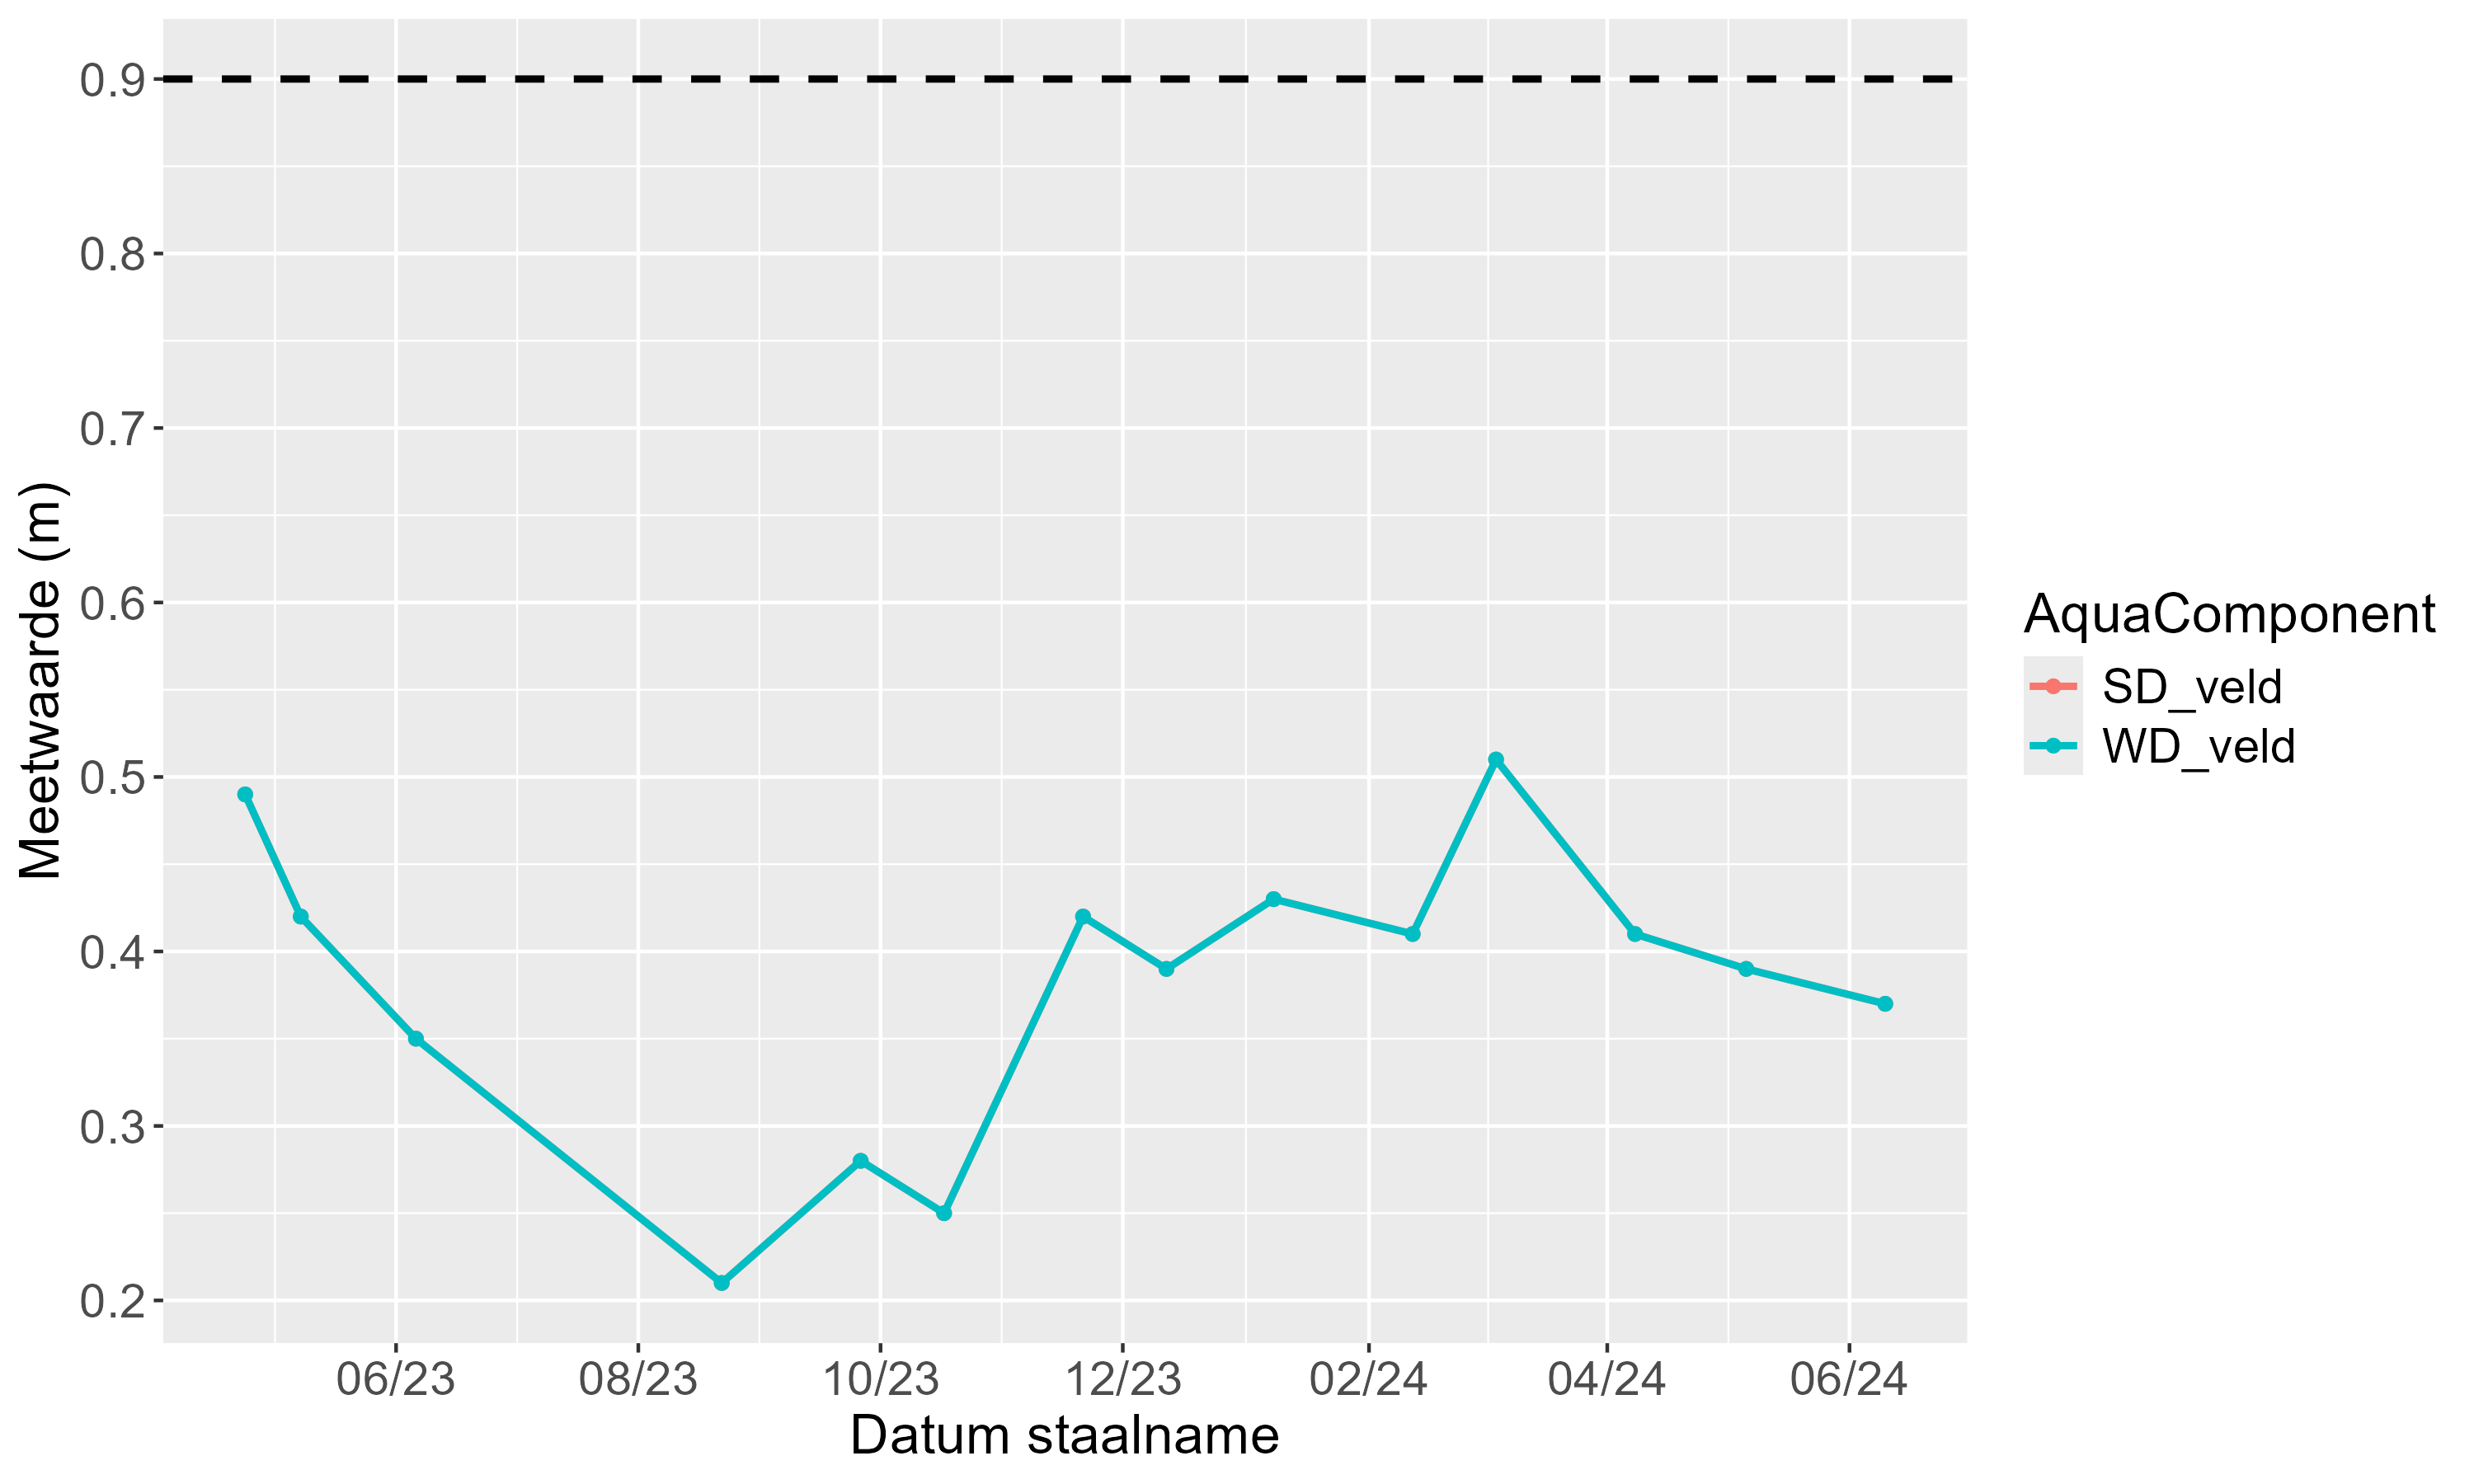 Meetwaarde (m)
0.9
0.8
0.7
0.6
0.5
0.4
0.3
0.2
06/23 08/23 10/23 12/23 02/24 04/24 06/24
Datum staalname
AquaComponent
SD_veld
WD_veld